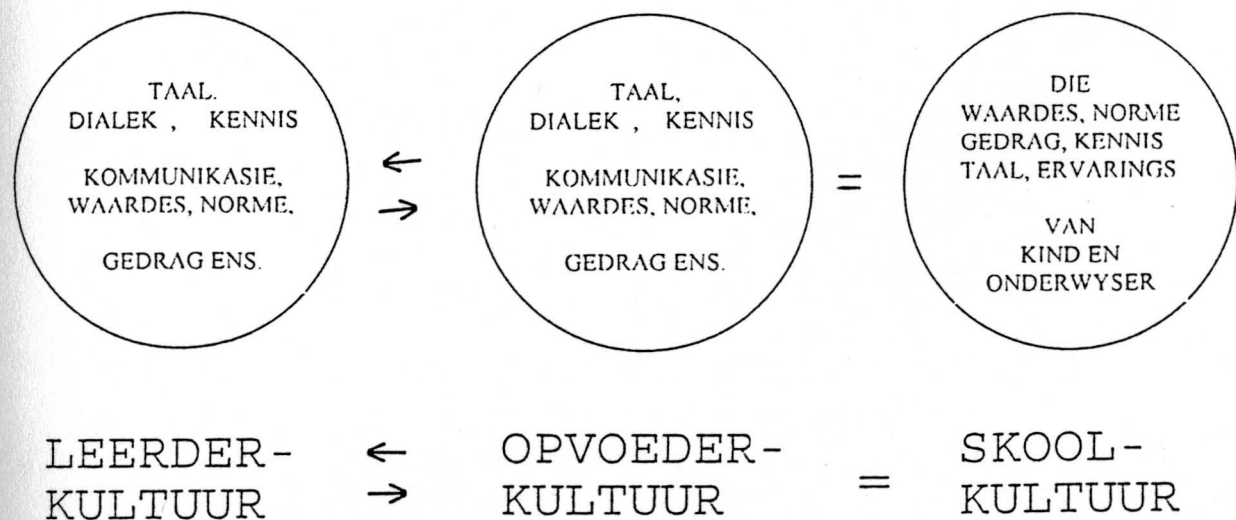 TAAL.
DIALEK , KENNIS
KOMMUNIKASIE,
WAARDES, NORME,
GEDRAG ENS.
←
→
TAAL,
DIALEK , KENNIS
KOMMUNIKASIE,
WAARDES, NORME,
GEDRAG ENS.
=
DIE
WAARDES, NORME
GEDRAG, KENNIS
TAAL, ERVARINGS
VAN
KIND EN
ONDERWYSER
LEERDER-
KULTUUR
←
→
OPVOEDER-
KULTUUR
=
SKOOL-
KULTUUR